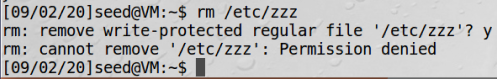 [09/02/20]seed@VM:~$ rm /etc/zzz
rm: remove write-protected regular file '/etc/zzz'? y
rm: cannot remove '/etc/zzz': Permission denied
[09/02/20]seed@VM:~$